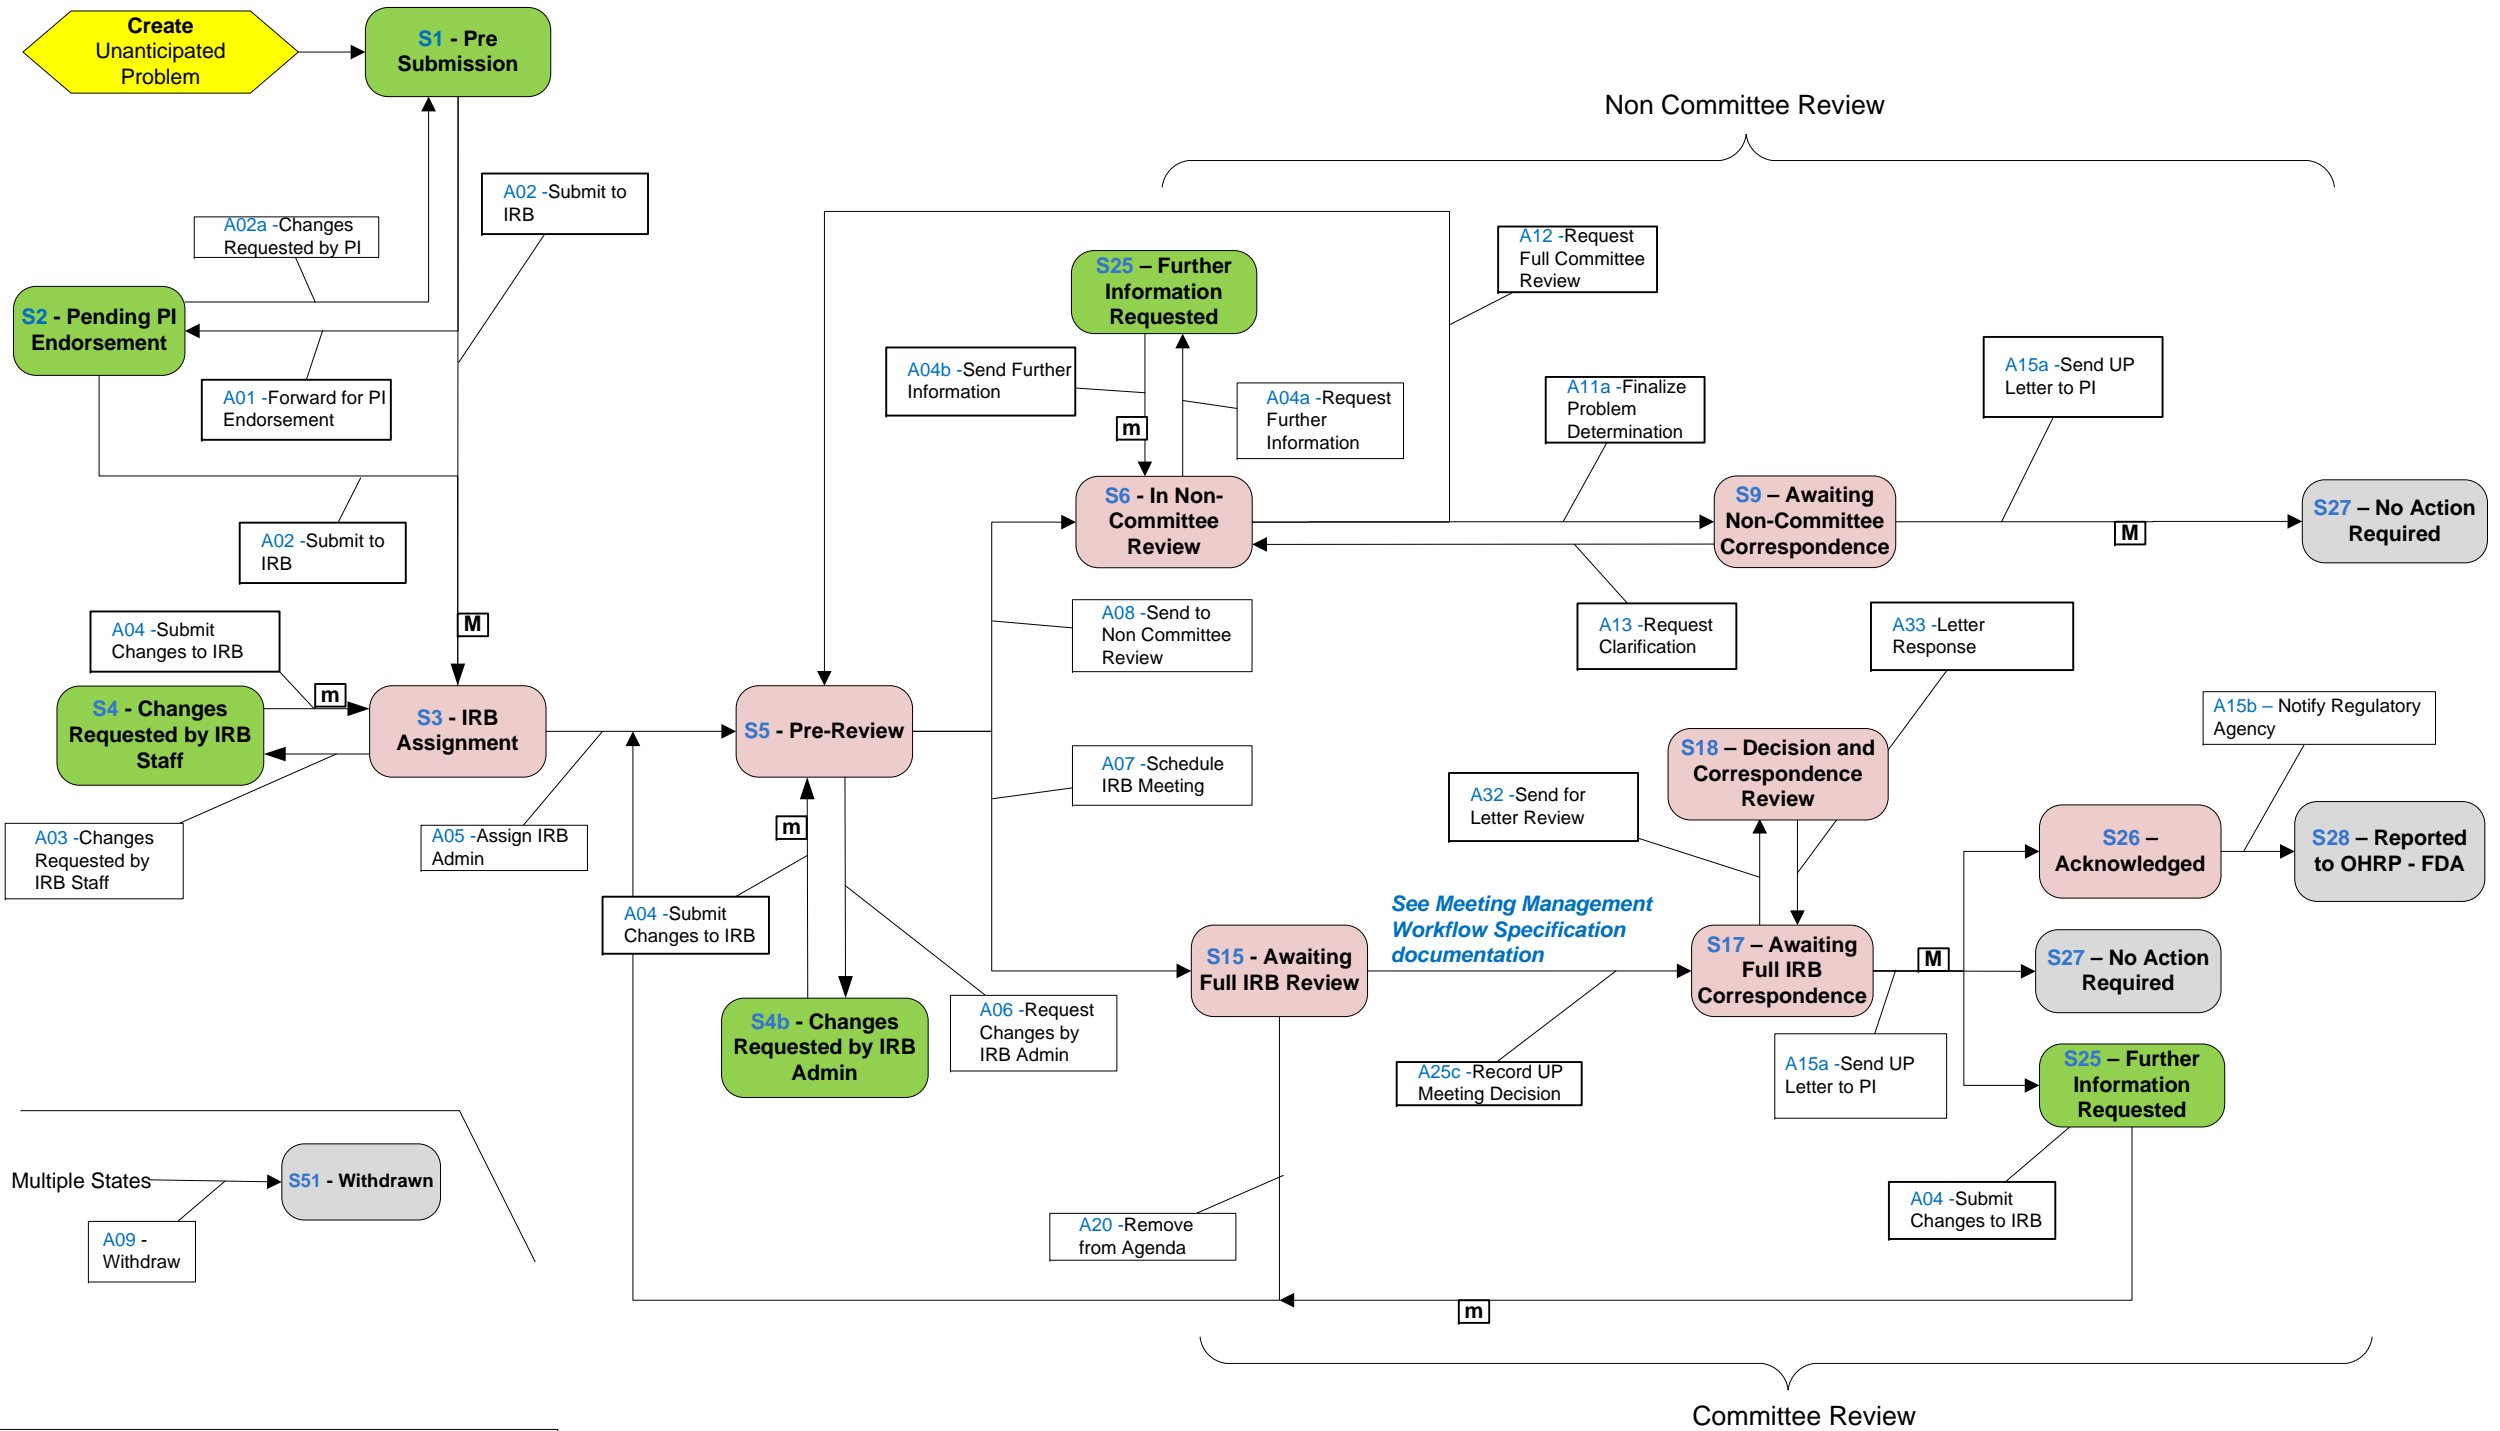 Create
Unanticipated
Problem
S1 - Pre
Submission
Non Committee Review
A02 -Submit to
IRB
A02a -Changes
Requested by PI
A12 -Request
Full Committee
Review
S25 – Further
Information
Requested
S2 - Pending PI
Endorsement
A04b -Send Further
Information
A15a -Send UP
Letter to PI
A01 -Forward for PI
Endorsement
A04a -Request
Further
Information
A11a -Finalize
Problem
Determination
m
S6 - In Non-
Committee
Review
S9 – Awaiting
Non-Committee
Correspondence
S27 – No Action
Required
M
A02 -Submit to
IRB
A04 -Submit
Changes to IRB
M
A08 -Send to
Non Committee
Review
A13 -Request
Clarification
A33 -Letter
Response
m
S4 - Changes
Requested by IRB
Staff
S3 - IRB
Assignment
S5 - Pre-Review
A15b – Notify Regulatory
Agency
A07 -Schedule
IRB Meeting
S18 – Decision and
Correspondence
Review
A32 -Send for
Letter Review
A03 -Changes
Requested by
IRB Staff
A05 -Assign IRB
Admin
m
S26 –
Acknowledged
S28 – Reported
to OHRP - FDA
A04 -Submit
Changes to IRB
See Meeting Management
Workflow Specification
documentation
S15 - Awaiting
Full IRB Review
S17 – Awaiting
Full IRB
Correspondence
M
S27 – No Action
Required
S4b - Changes
Requested by IRB
Admin
A06 -Request
Changes by
IRB Admin
A25c -Record UP
Meeting Decision
A15a -Send UP
Letter to PI
S25 – Further
Information
Requested
Multiple States
S51 - Withdrawn
A09 -
Withdraw
A20 -Remove
from Agenda
A04 -Submit
Changes to IRB
m
Committee Review